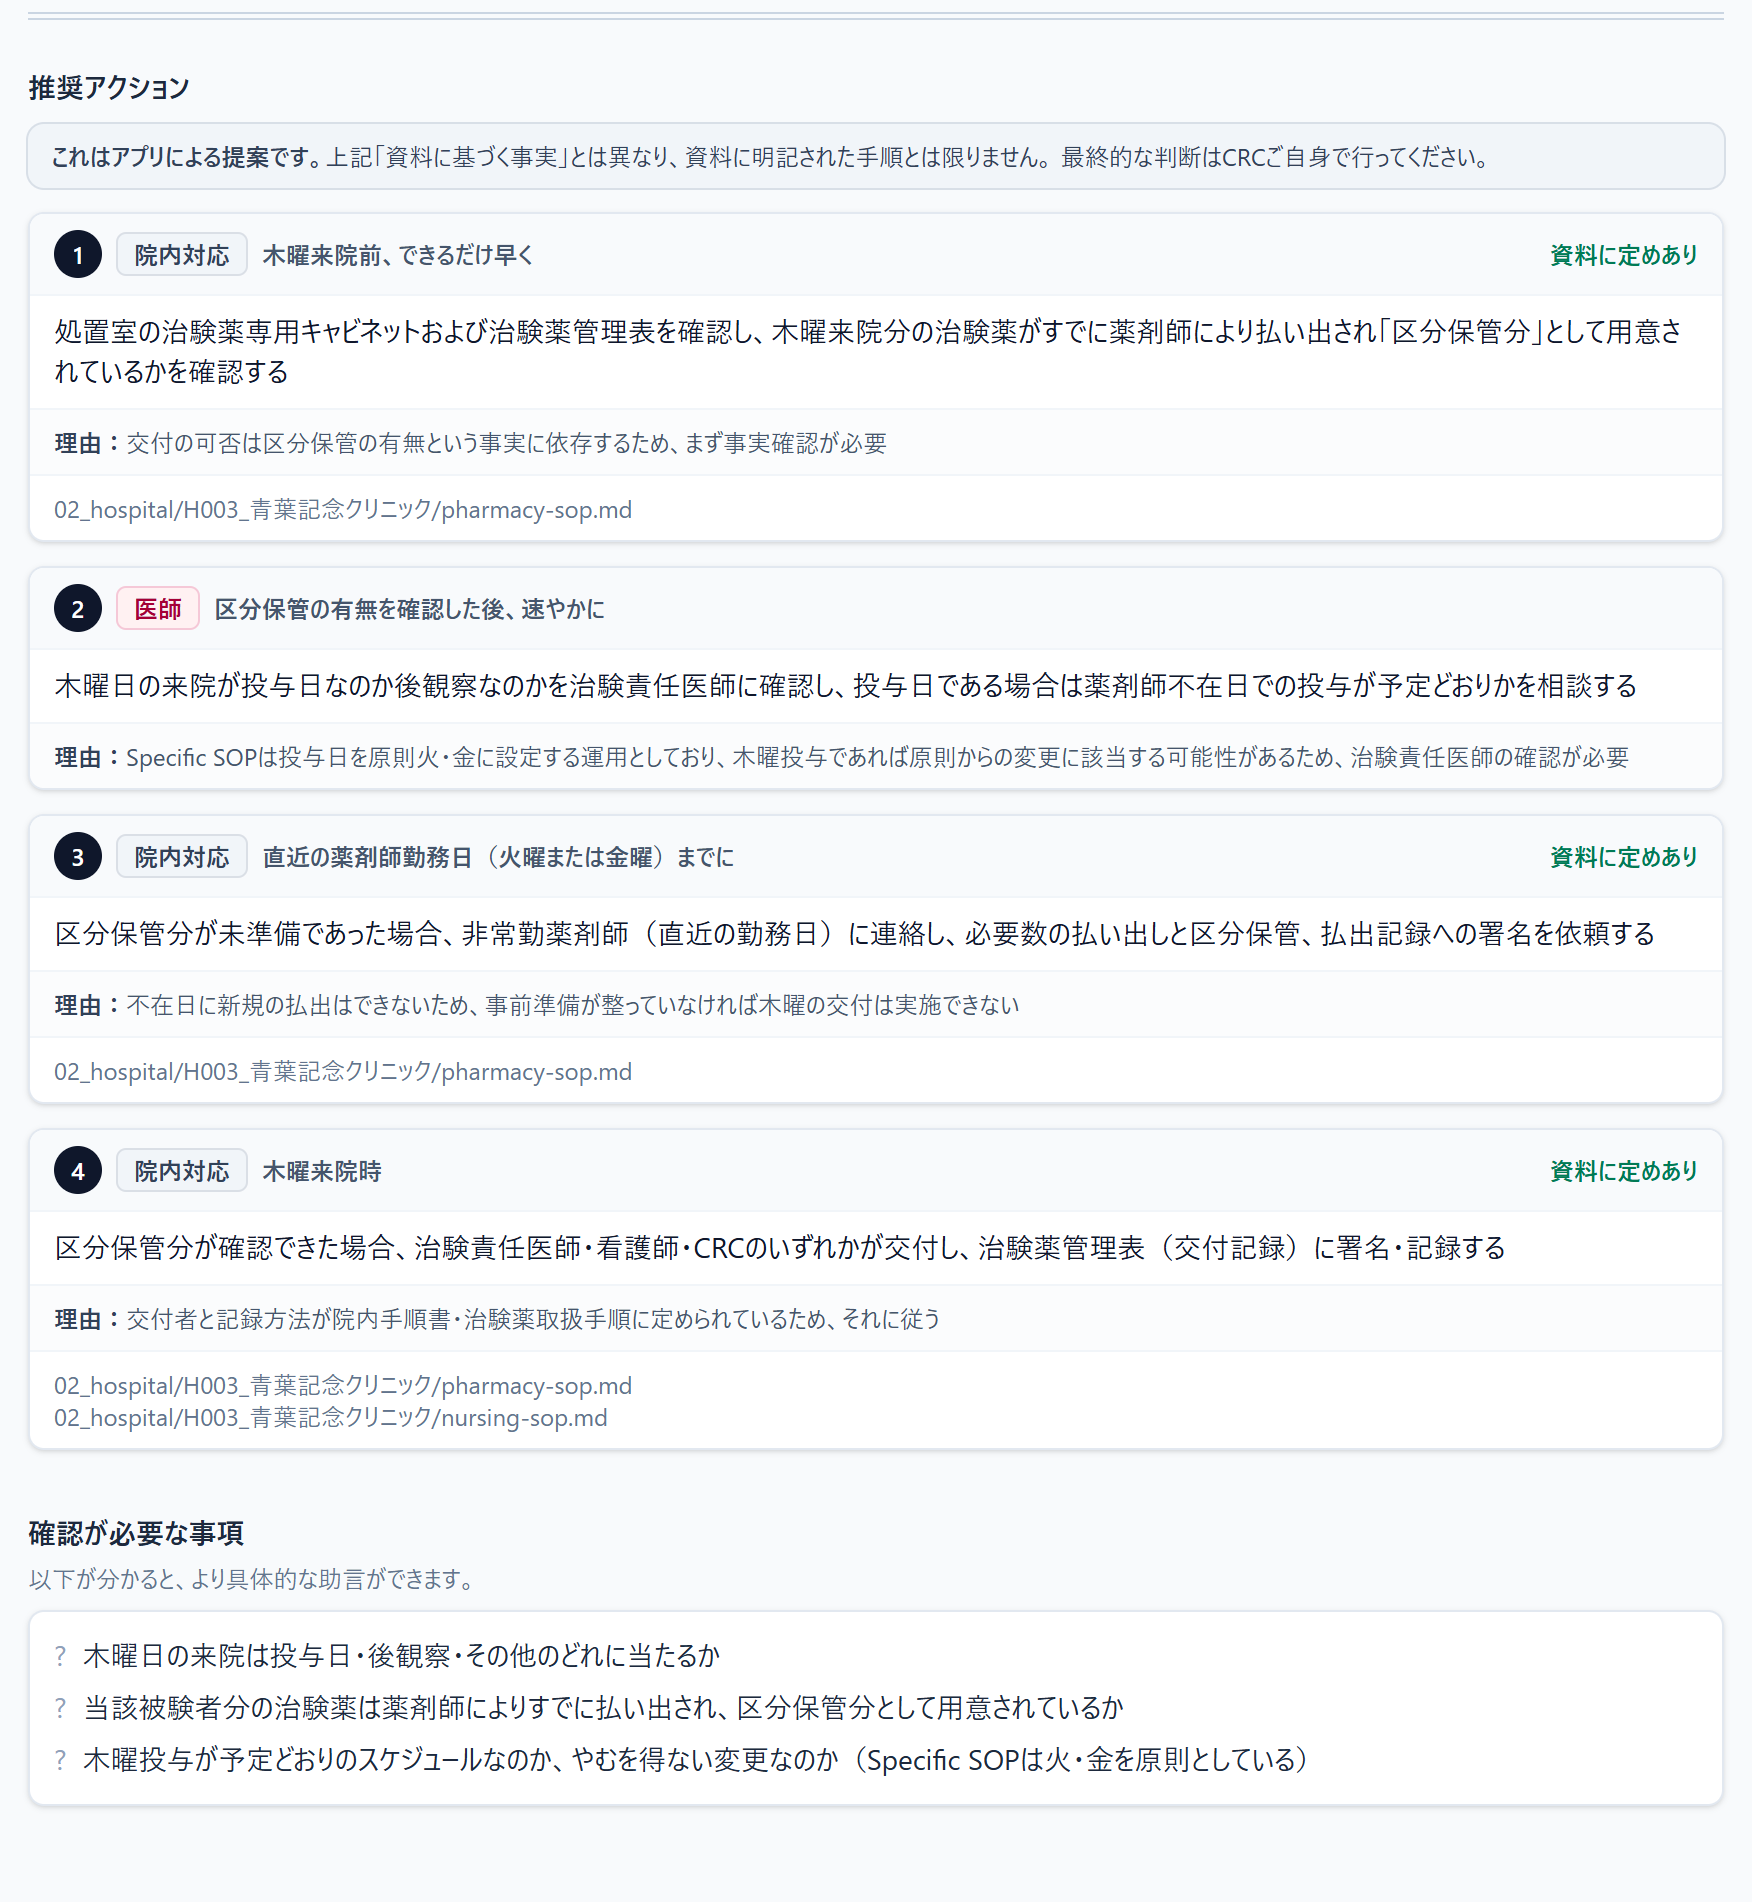 推奨アクション
これはアプリによる提案です。上記「資料に基づく事実」とは異なり、資料に明記された手順とは限りません。最終的な判断はCRCご自身で行ってください。
1 院内対応 木曜来院前、できるだけ早く 資料に定めあり
処置室の治験薬専用キャビネットおよび治験薬管理表を確認し、木曜来院分の治験薬がすでに薬剤師により払い出され「区分保管分」として用意さ
れているかを確認する
理由：交付の可否は区分保管の有無という事実に依存するため、まず事実確認が必要
02_hospital/H003_青葉記念クリニック/pharmacy-sop.md
2 医師 区分保管の有無を確認した後、速やかに
木曜日の来院が投与日なのか後観察なのかを治験責任医師に確認し、投与日である場合は薬剤師不在日での投与が予定どおりかを相談する
理由：Specific SOPは投与日を原則火・金に設定する運用としており、木曜投与であれば原則からの変更に該当する可能性があるため、治験責任医師の確認が必要
3 院内対応 直近の薬剤師勤務日（火曜または金曜）までに 資料に定めあり
区分保管分が未準備であった場合、非常勤薬剤師（直近の勤務日）に連絡し、必要数の払い出しと区分保管、払出記録への署名を依頼する
理由：不在日に新規の払出はできないため、事前準備が整っていなければ木曜の交付は実施できない
02_hospital/H003_青葉記念クリニック/pharmacy-sop.md
4 院内対応 木曜来院時 資料に定めあり
区分保管分が確認できた場合、治験責任医師・看護師・CRCのいずれかが交付し、治験薬管理表（交付記録）に署名・記録する
理由：交付者と記録方法が院内手順書・治験薬取扱手順に定められているため、それに従う
02_hospital/H003_青葉記念クリニック/pharmacy-sop.md
02_hospital/H003_青葉記念クリニック/nursing-sop.md
確認が必要な事項
以下が分かると、より具体的な助言ができます。
? 木曜日の来院は投与日・後観察・その他のどれに当たるか
? 当該被験者分の治験薬は薬剤師によりすでに払い出され、区分保管分として用意されているか
? 木曜投与が予定どおりのスケジュールなのか、やむを得ない変更なのか（Specific SOPは火・金を原則としている）